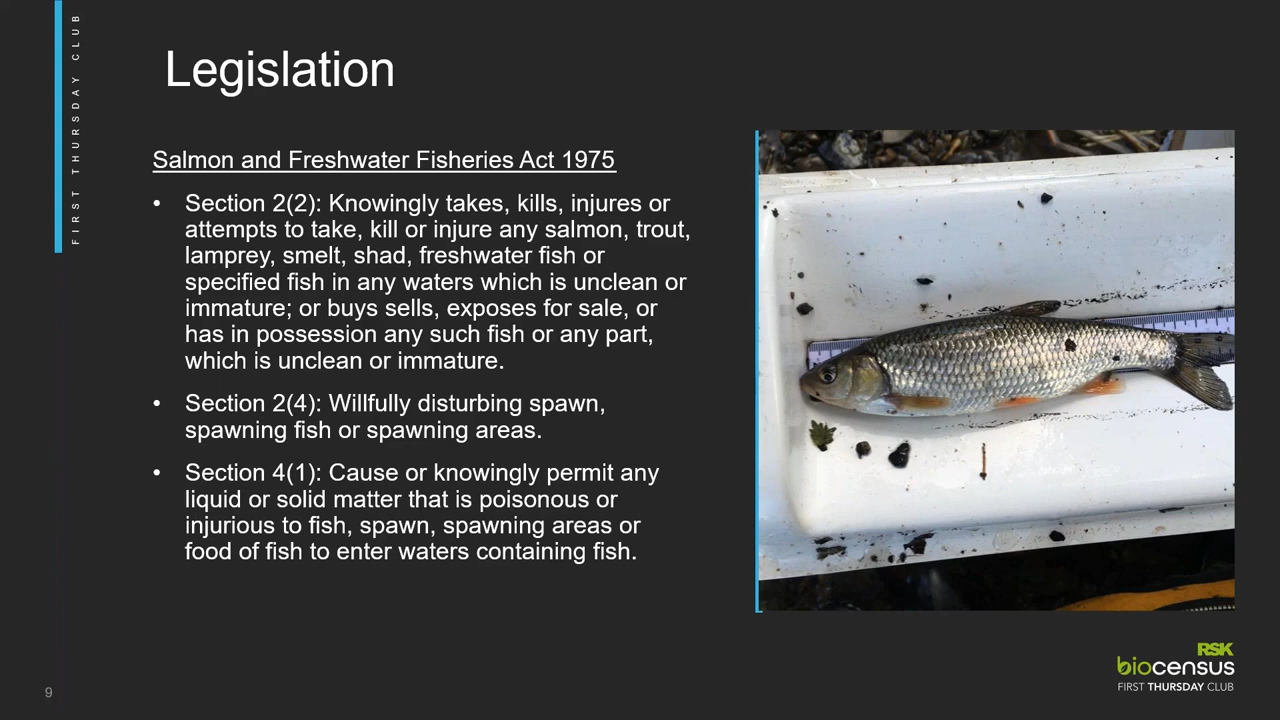 FIRST THURSDAY CLUB
Legislation
Salmon and Freshwater Fisheries Act 1975
• Section 2(2): Knowingly takes, kills, injures or
attempts to take, kill or injure any salmon, trout,
lamprey, smelt, shad, freshwater fish or
specified fish in any waters which is unclean or
immature; or buys sells, exposes for sale, or
has in possession any such fish or any part,
which is unclean or immature.
• Section 2(4): Willfully disturbing spawn,
spawning fish or spawning areas.
• Section 4(1): Cause or knowingly permit any
liquid or solid matter that is poisonous or
injurious to fish, spawn, spawning areas or
food of fish to enter waters containing fish.
RSK
biocensus
FIRST THURSDAY CLUB
9